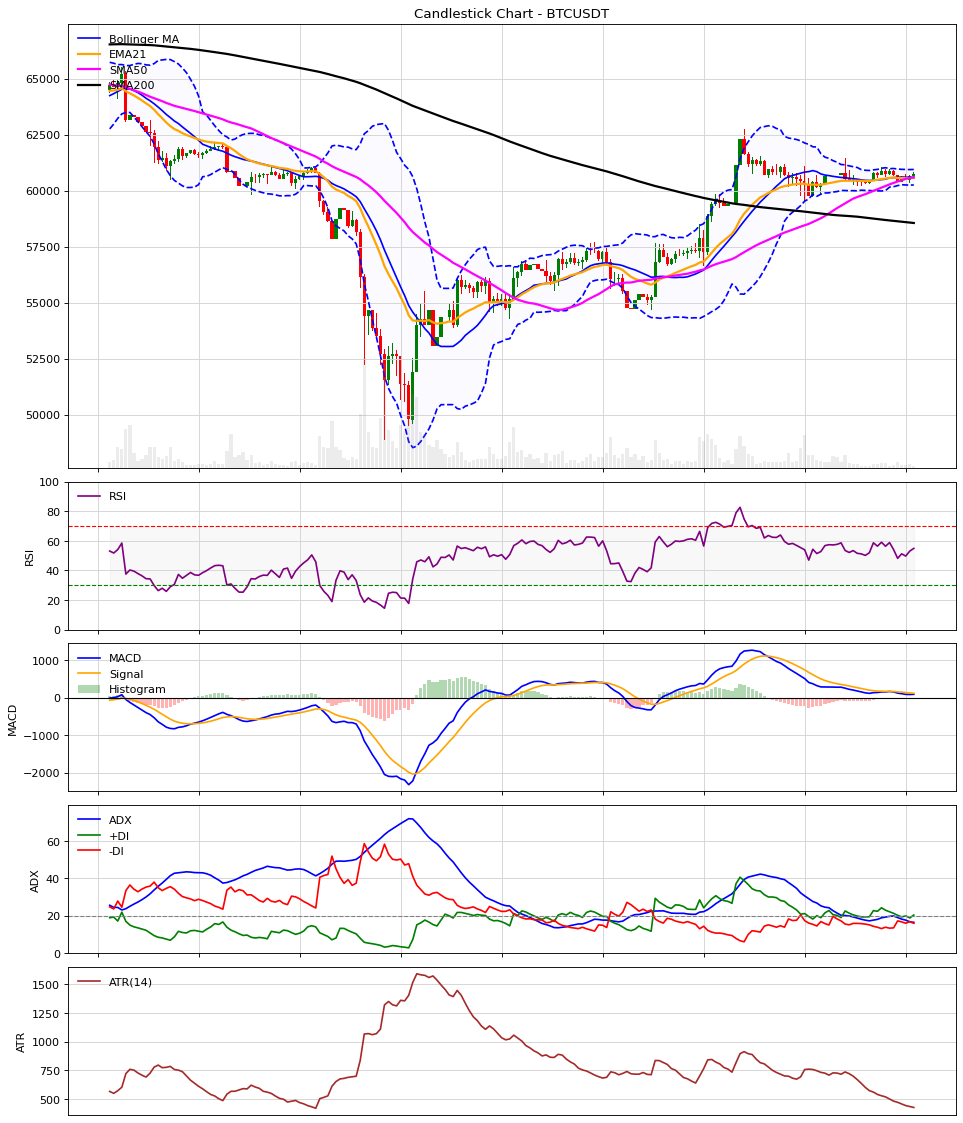 Candlestick Chart - BTCUSDT
Bollinger MA
EMA21
SMA50
SMA200
65000
62500
60000
57500
55000
52500
50000
RSI
RSI
100
80
60
40
20
0
MACD
Signal
Histogram
MACD
1000
0
−1000
−2000
ADX
+DI
-DI
ADX
60
40
20
0
ATR(14)
ATR
1500
1250
1000
750
500